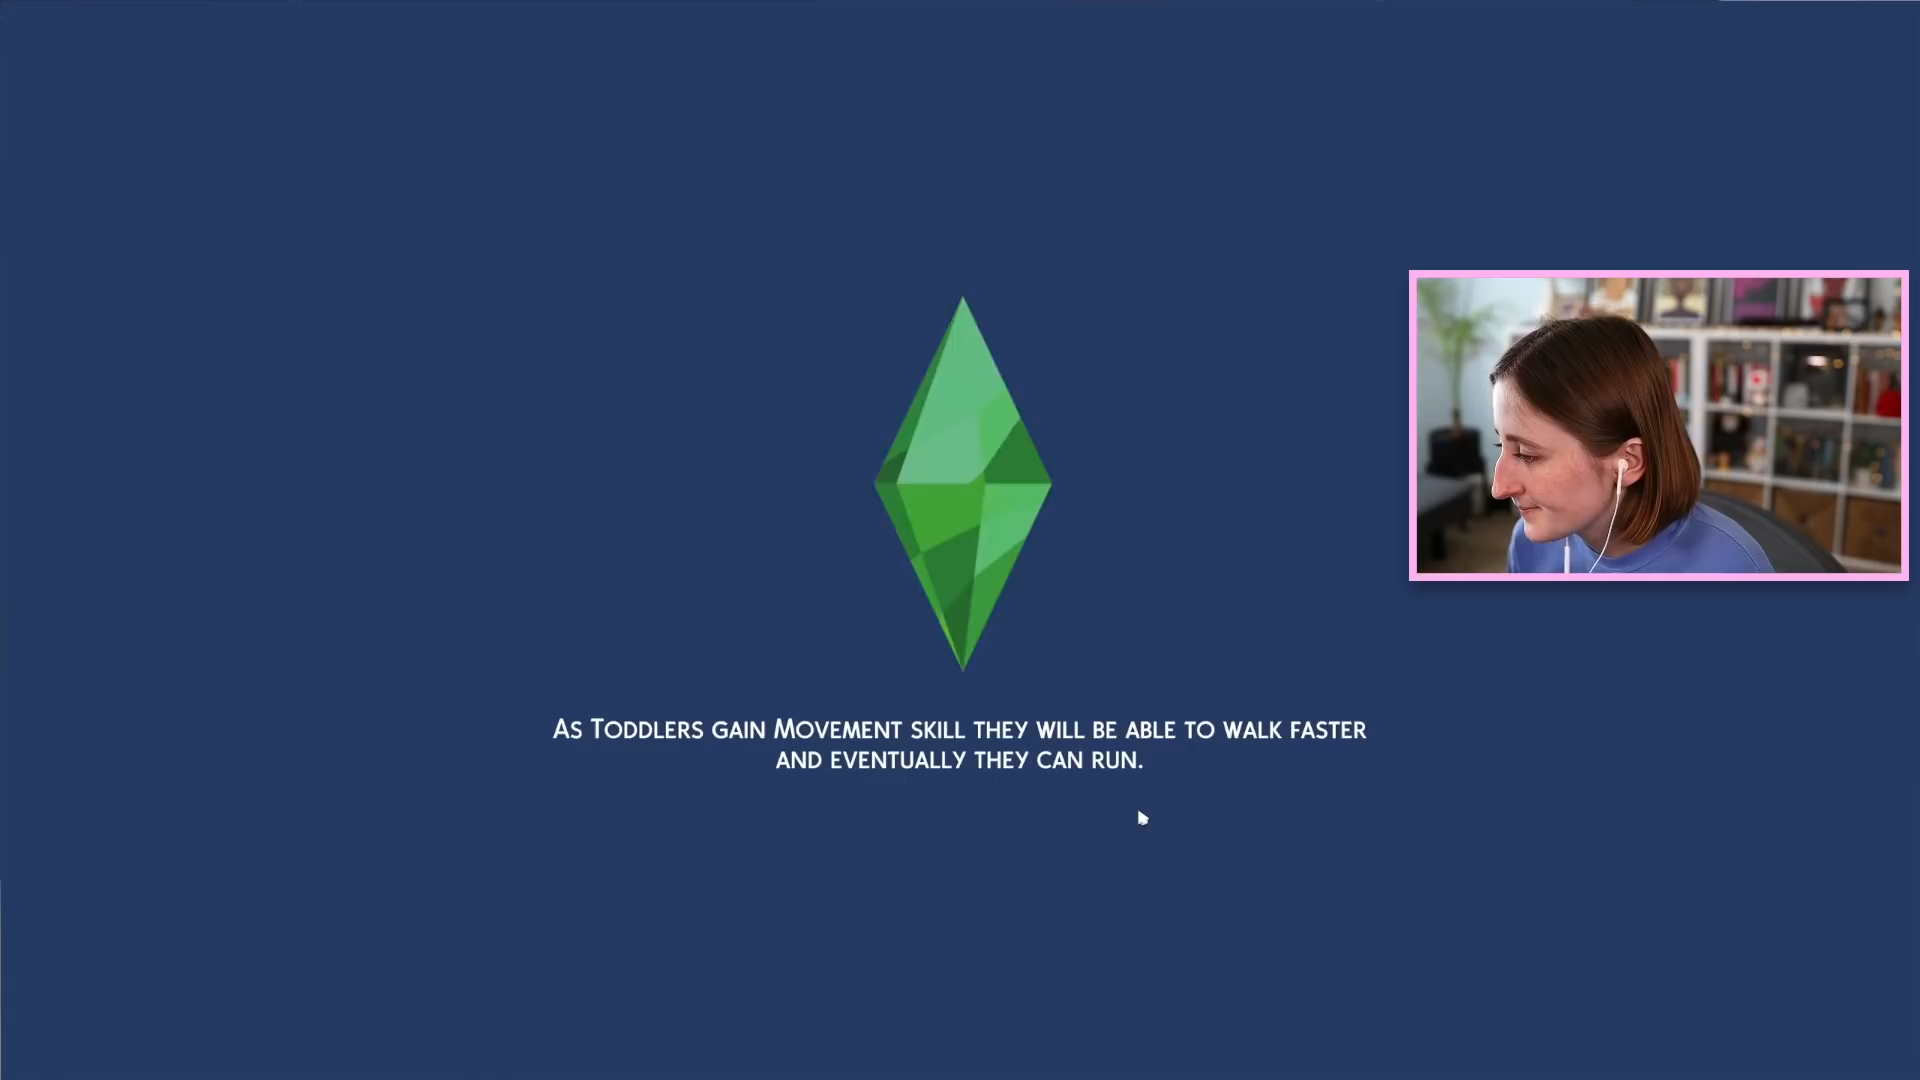 As Toddlers gain Movement skill they will be able to walk faster
and eventually they can run.